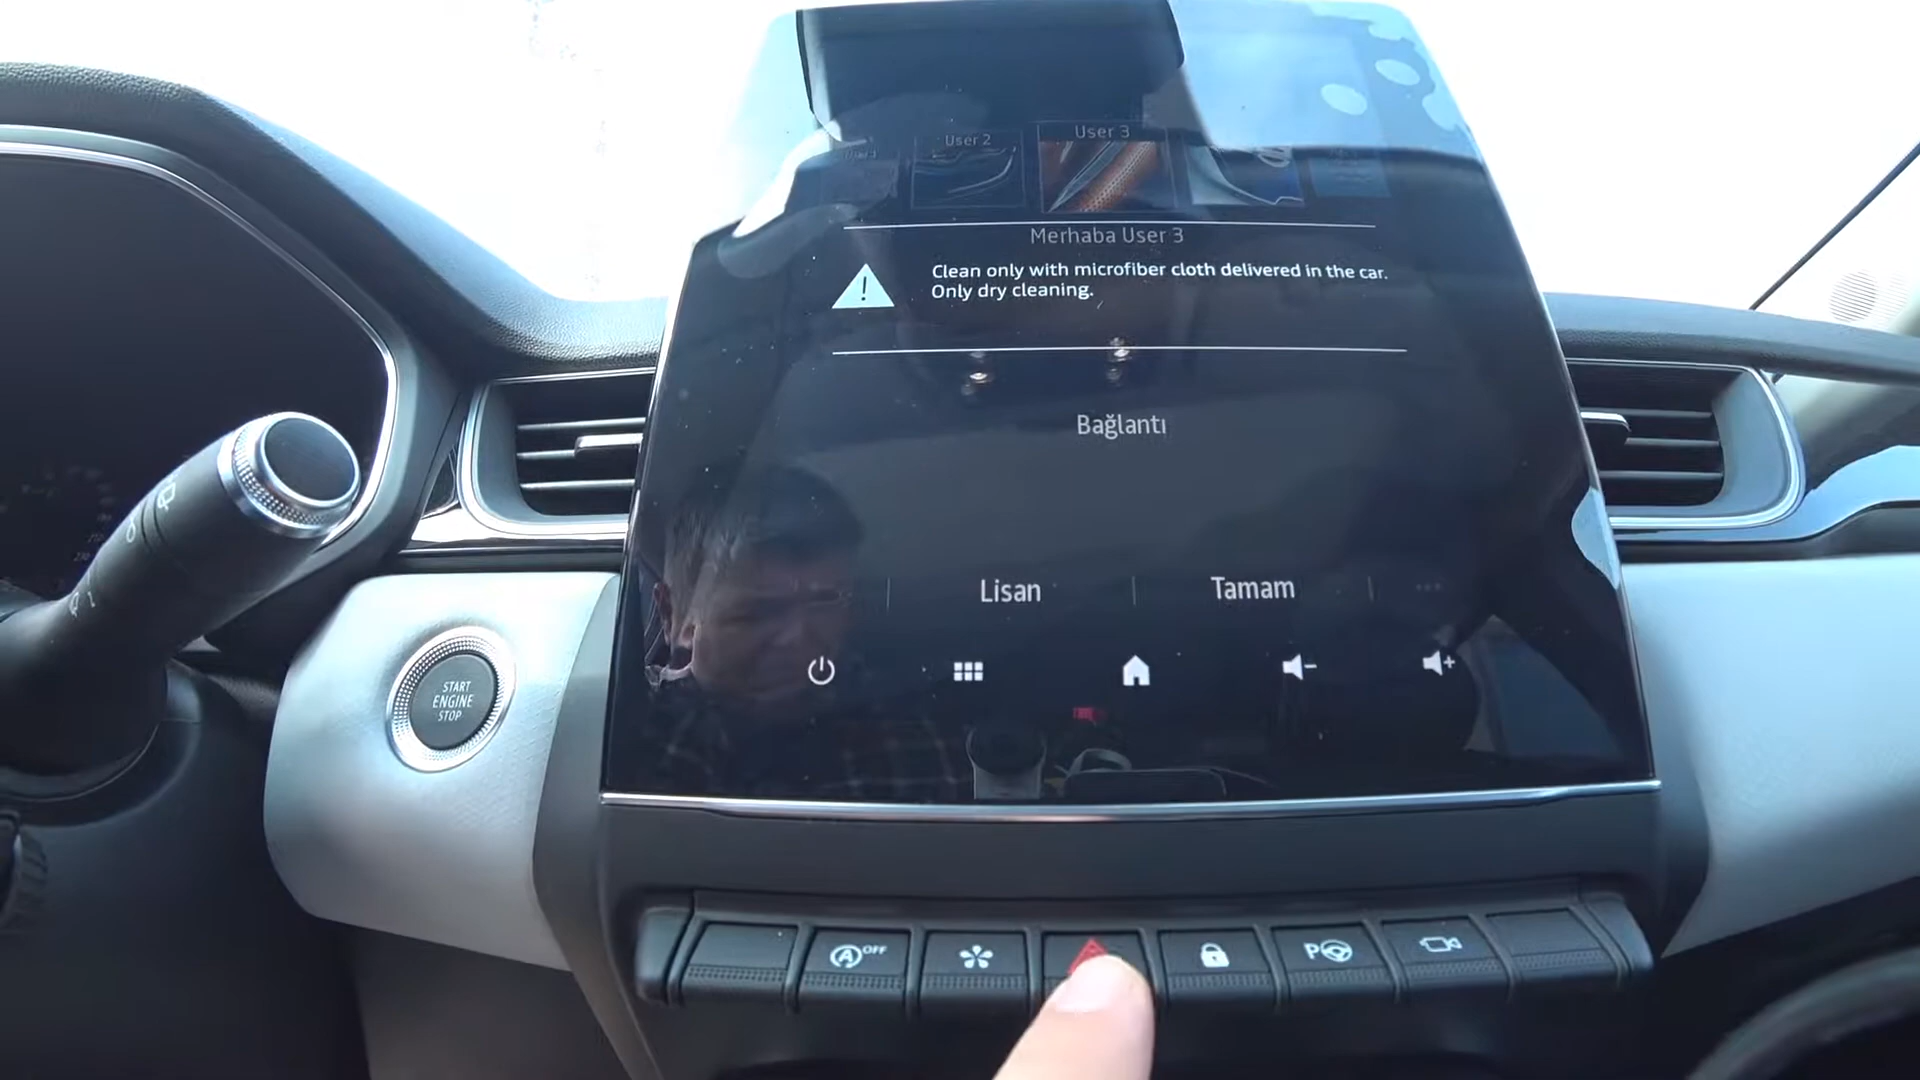 User 2
User 3
Merhaba User 3
Clean only with microfiber cloth delivered in the car.
Only dry cleaning.
Bağlantı
Lisan
Tamam
START
ENGINE
STOP
A OFF
P